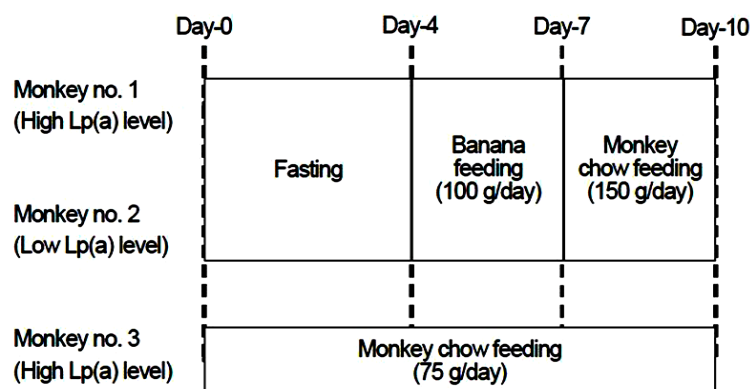 Day-0 Day-4 Day-7 Day-10
Monkey no. 1
(High Lp(a) level)
Fasting
Banana
feeding
(100 g/day)
Monkey
chow feeding
(150 g/day)
Monkey no. 2
(Low Lp(a) level)
Monkey no. 3
(High Lp(a) level)
Monkey chow feeding
(75 g/day)